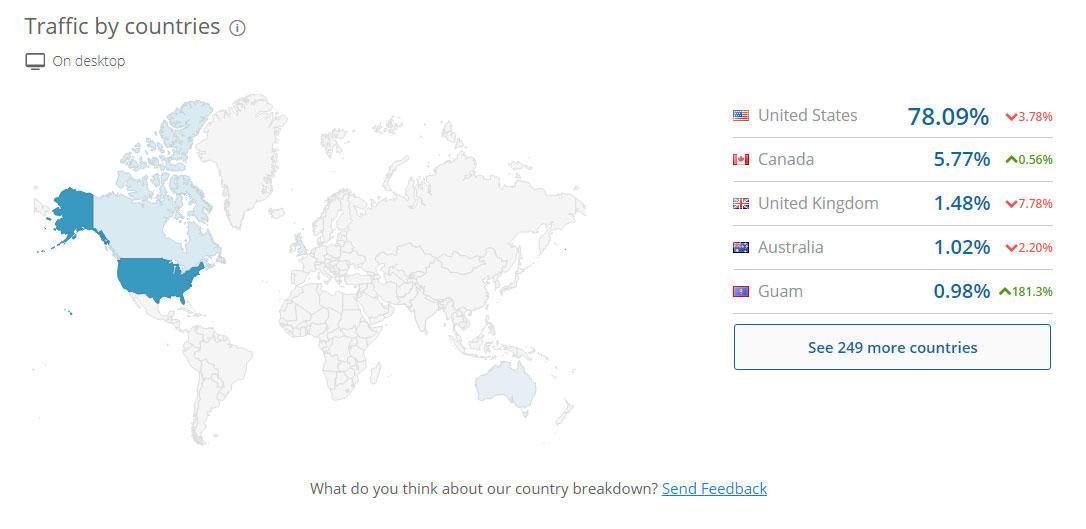 Traffic by countries
On desktop
United States 78.09% 3.78%
Canada 5.77% 0.56%
United Kingdom 1.48% 7.78%
Australia 1.02% 2.20%
Guam 0.98% 181.3%
See 249 more countries
What do you think about our country breakdown? Send Feedback